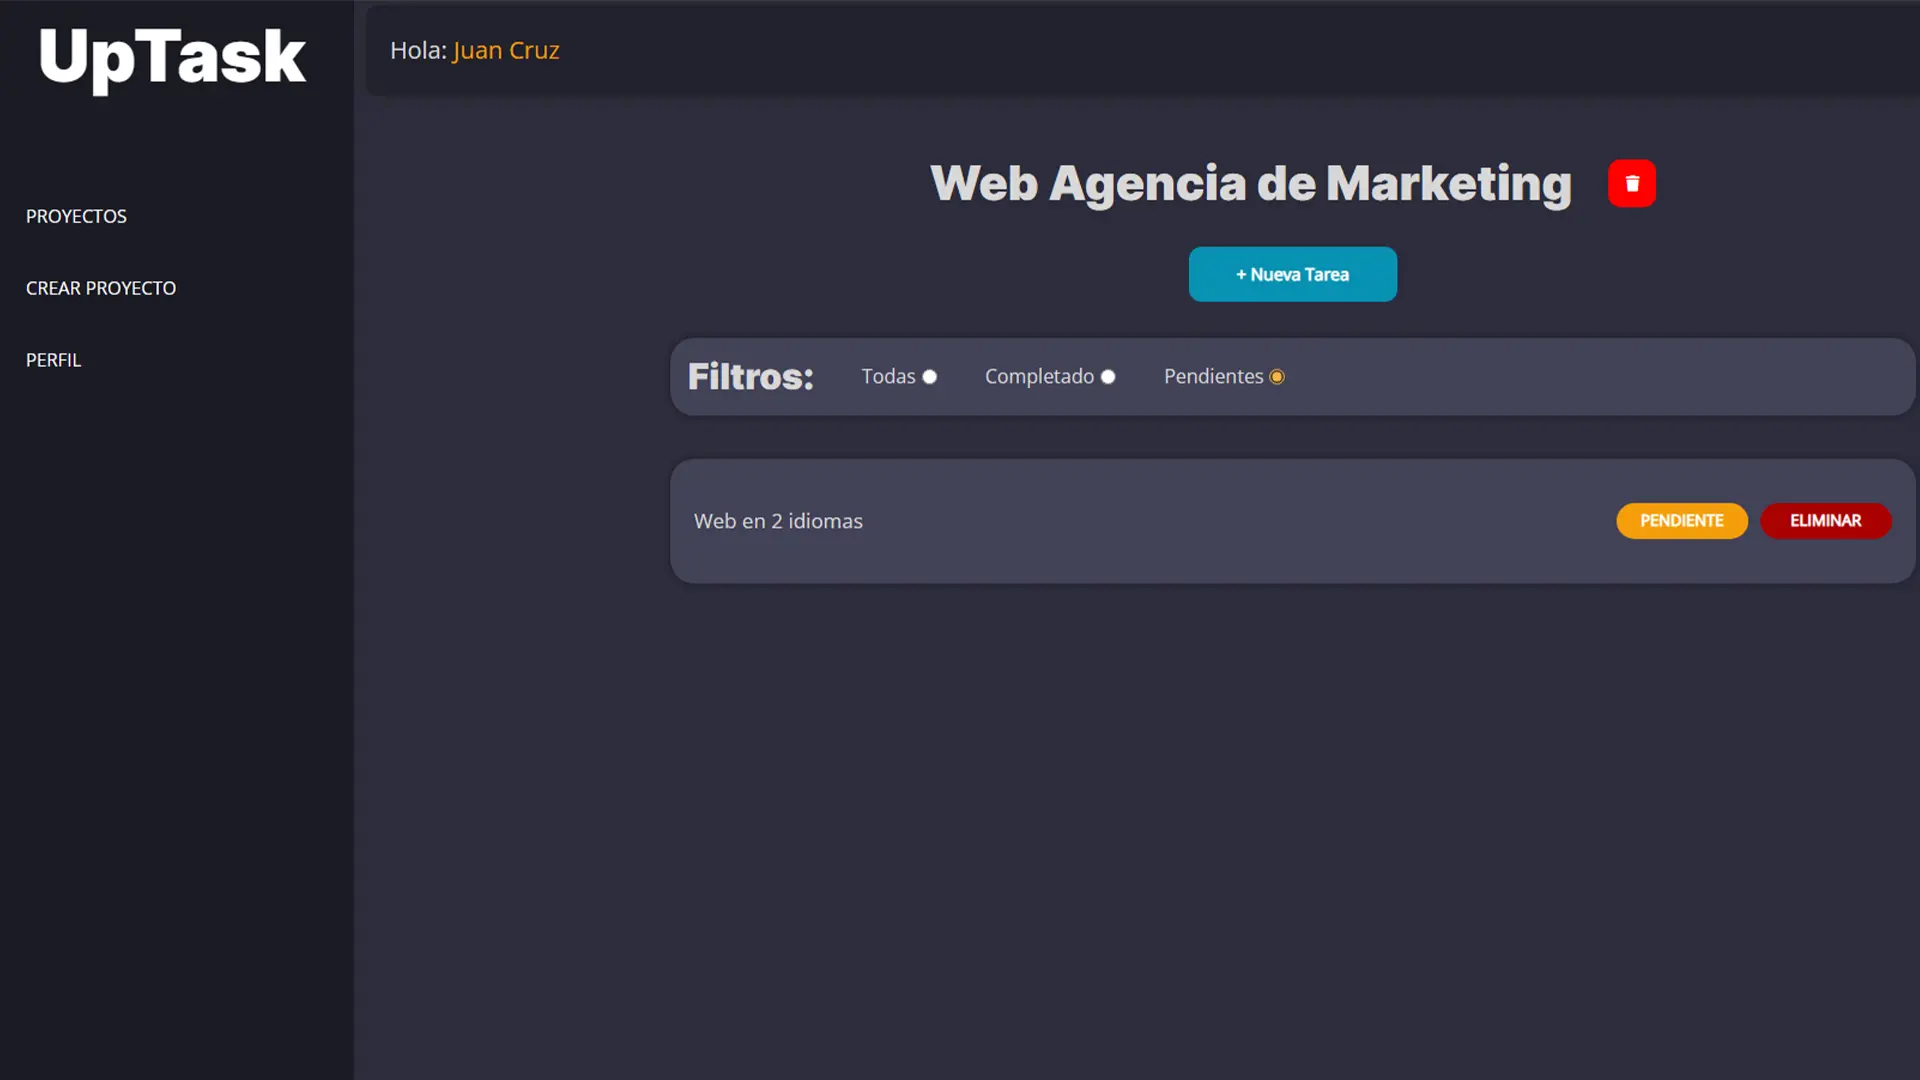 UpTask
Hola: Juan Cruz
PROYECTOS
CREAR PROYECTO
PERFIL
Web Agencia de Marketing
+ Nueva Tarea
Filtros: Todas Completado Pendientes
Web en 2 idiomas PENDIENTE ELIMINAR